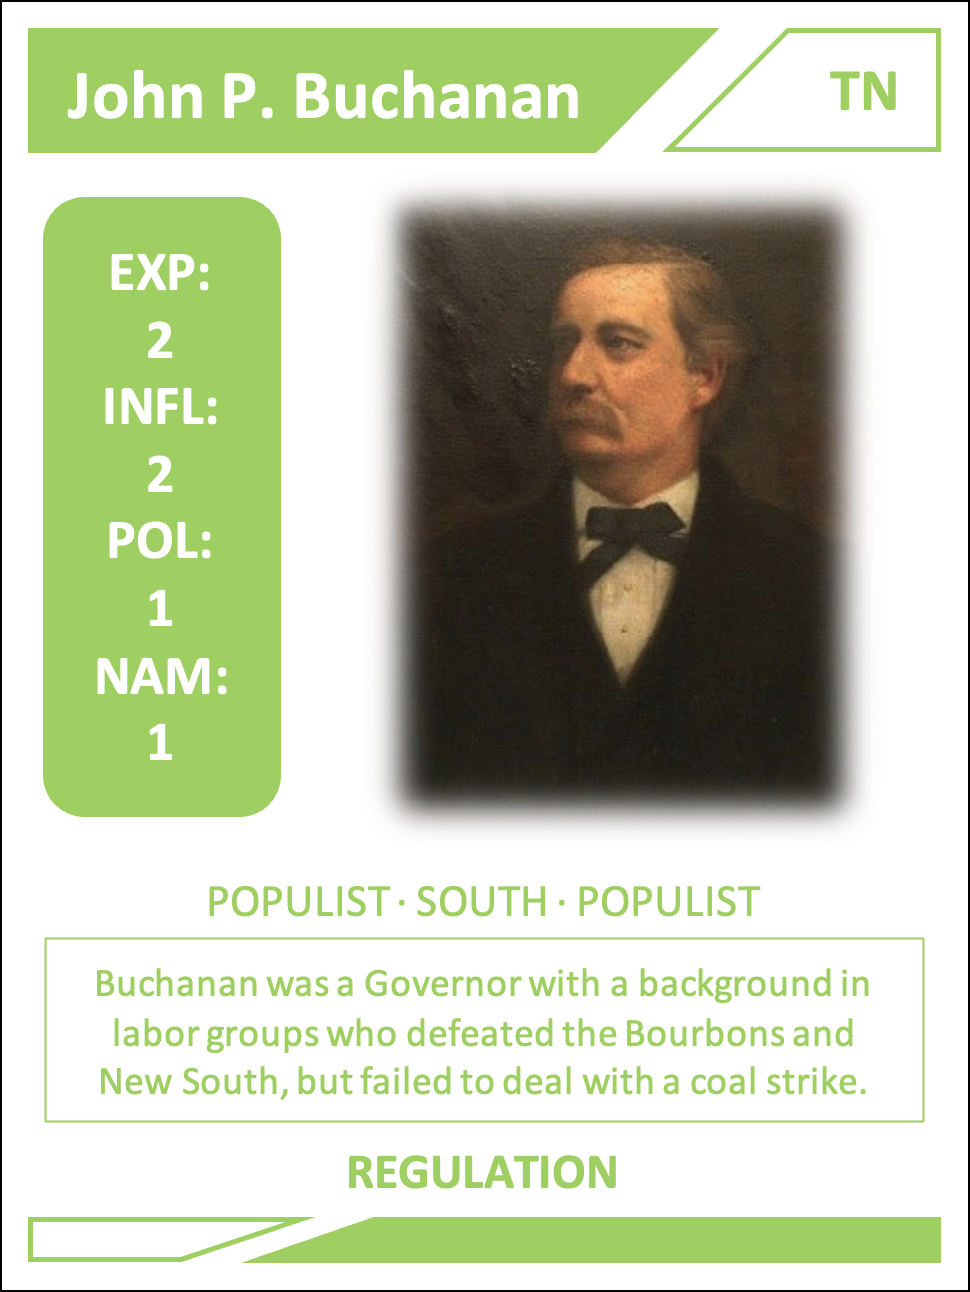 John P. Buchanan
TN
EXP:
2
INFL:
2
POL:
1
NAM:
1
POPULIST · SOUTH · POPULIST
Buchanan was a Governor with a background in
labor groups who defeated the Bourbons and
New South, but failed to deal with a coal strike.
REGULATION